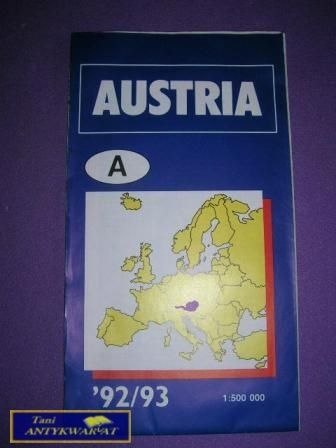 AUSTRIA
A
'92/93
1:500 000
Tani
ANTYKWARIAT